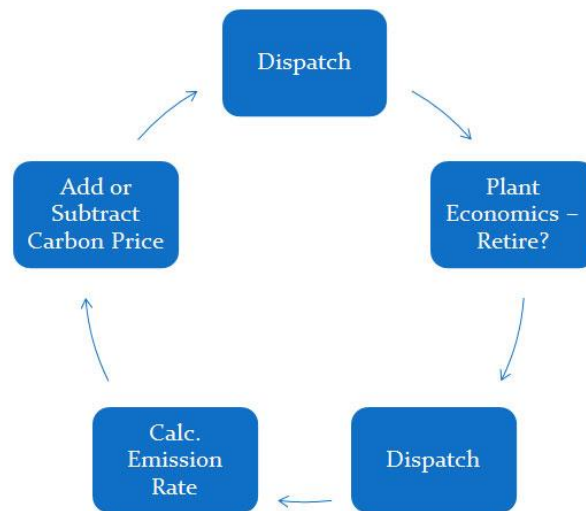 Dispatch
Plant
Economics –
Retire?
Dispatch
Calc.
Emission
Rate
Add or
Subtract
Carbon Price